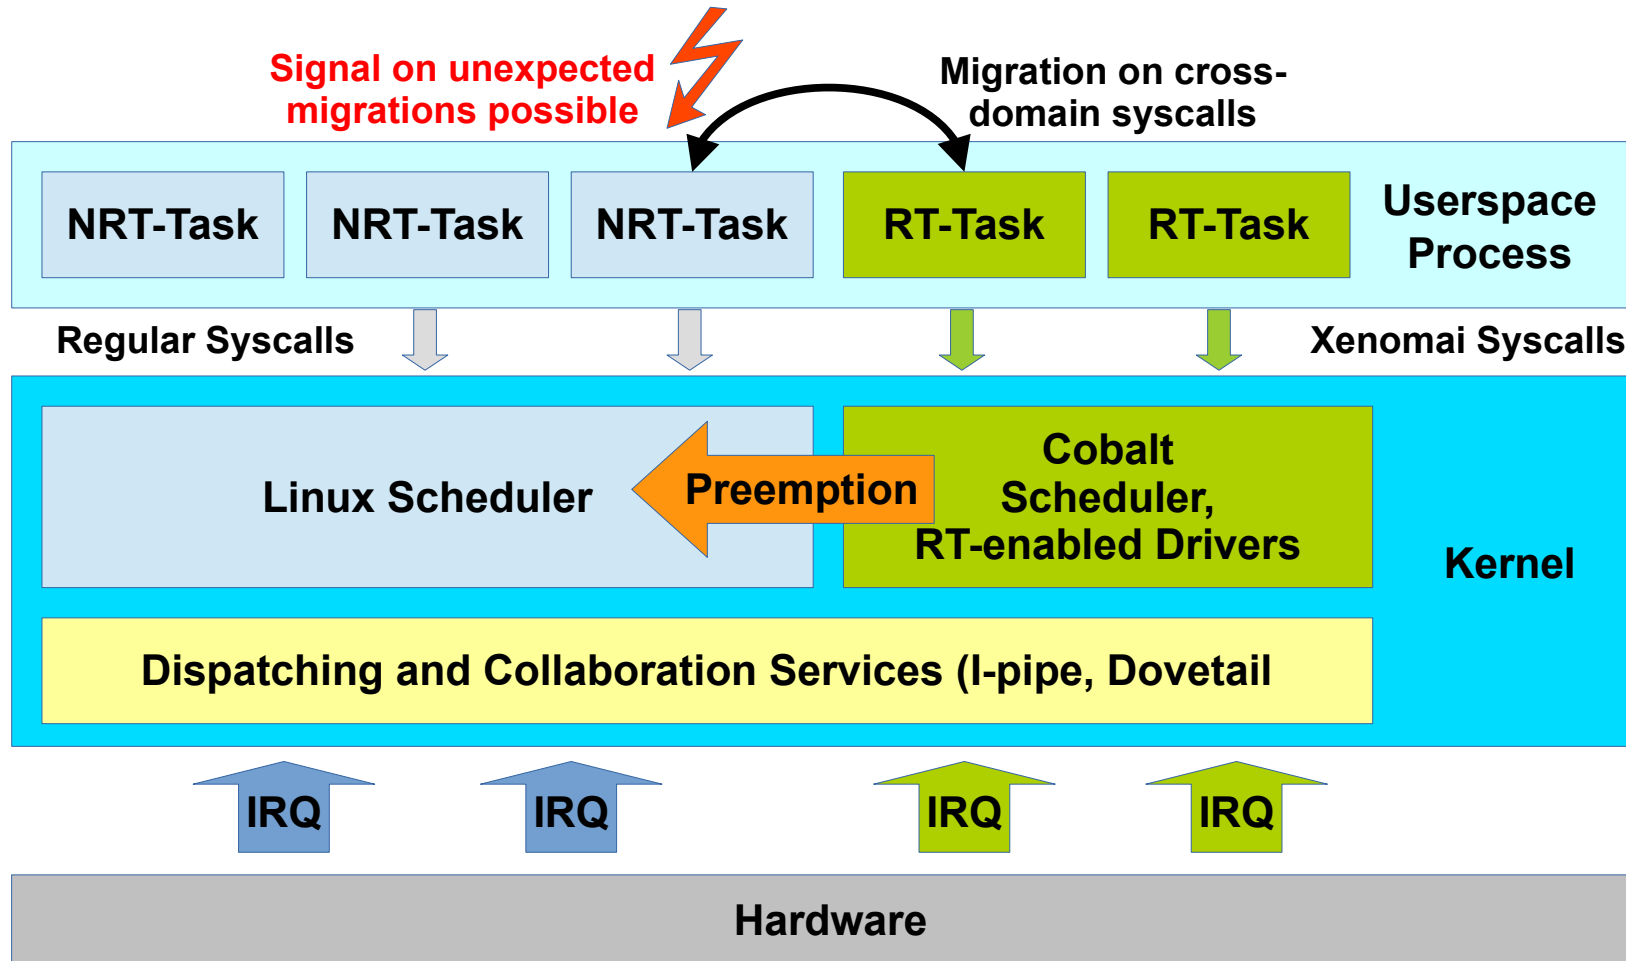 Signal on unexpected
migrations possible
Migration on cross-
domain syscalls
NRT-Task
NRT-Task
NRT-Task
RT-Task
RT-Task
Userspace
Process
Regular Syscalls
Xenomai Syscalls
Linux Scheduler
Preemption
Cobalt
Scheduler,
RT-enabled Drivers
Kernel
Dispatching and Collaboration Services (I-pipe, Dovetail
IRQ
IRQ
IRQ
IRQ
Hardware